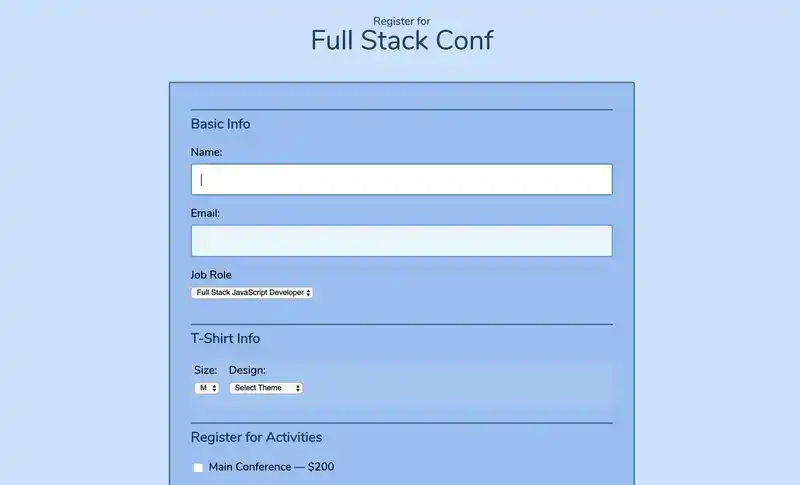 Register for
Full Stack Conf
Basic Info
Name:
Email:
Job Role
Full Stack JavaScript Developer
T-Shirt Info
Size: Design:
M Select Theme
Register for Activities
Main Conference — $200